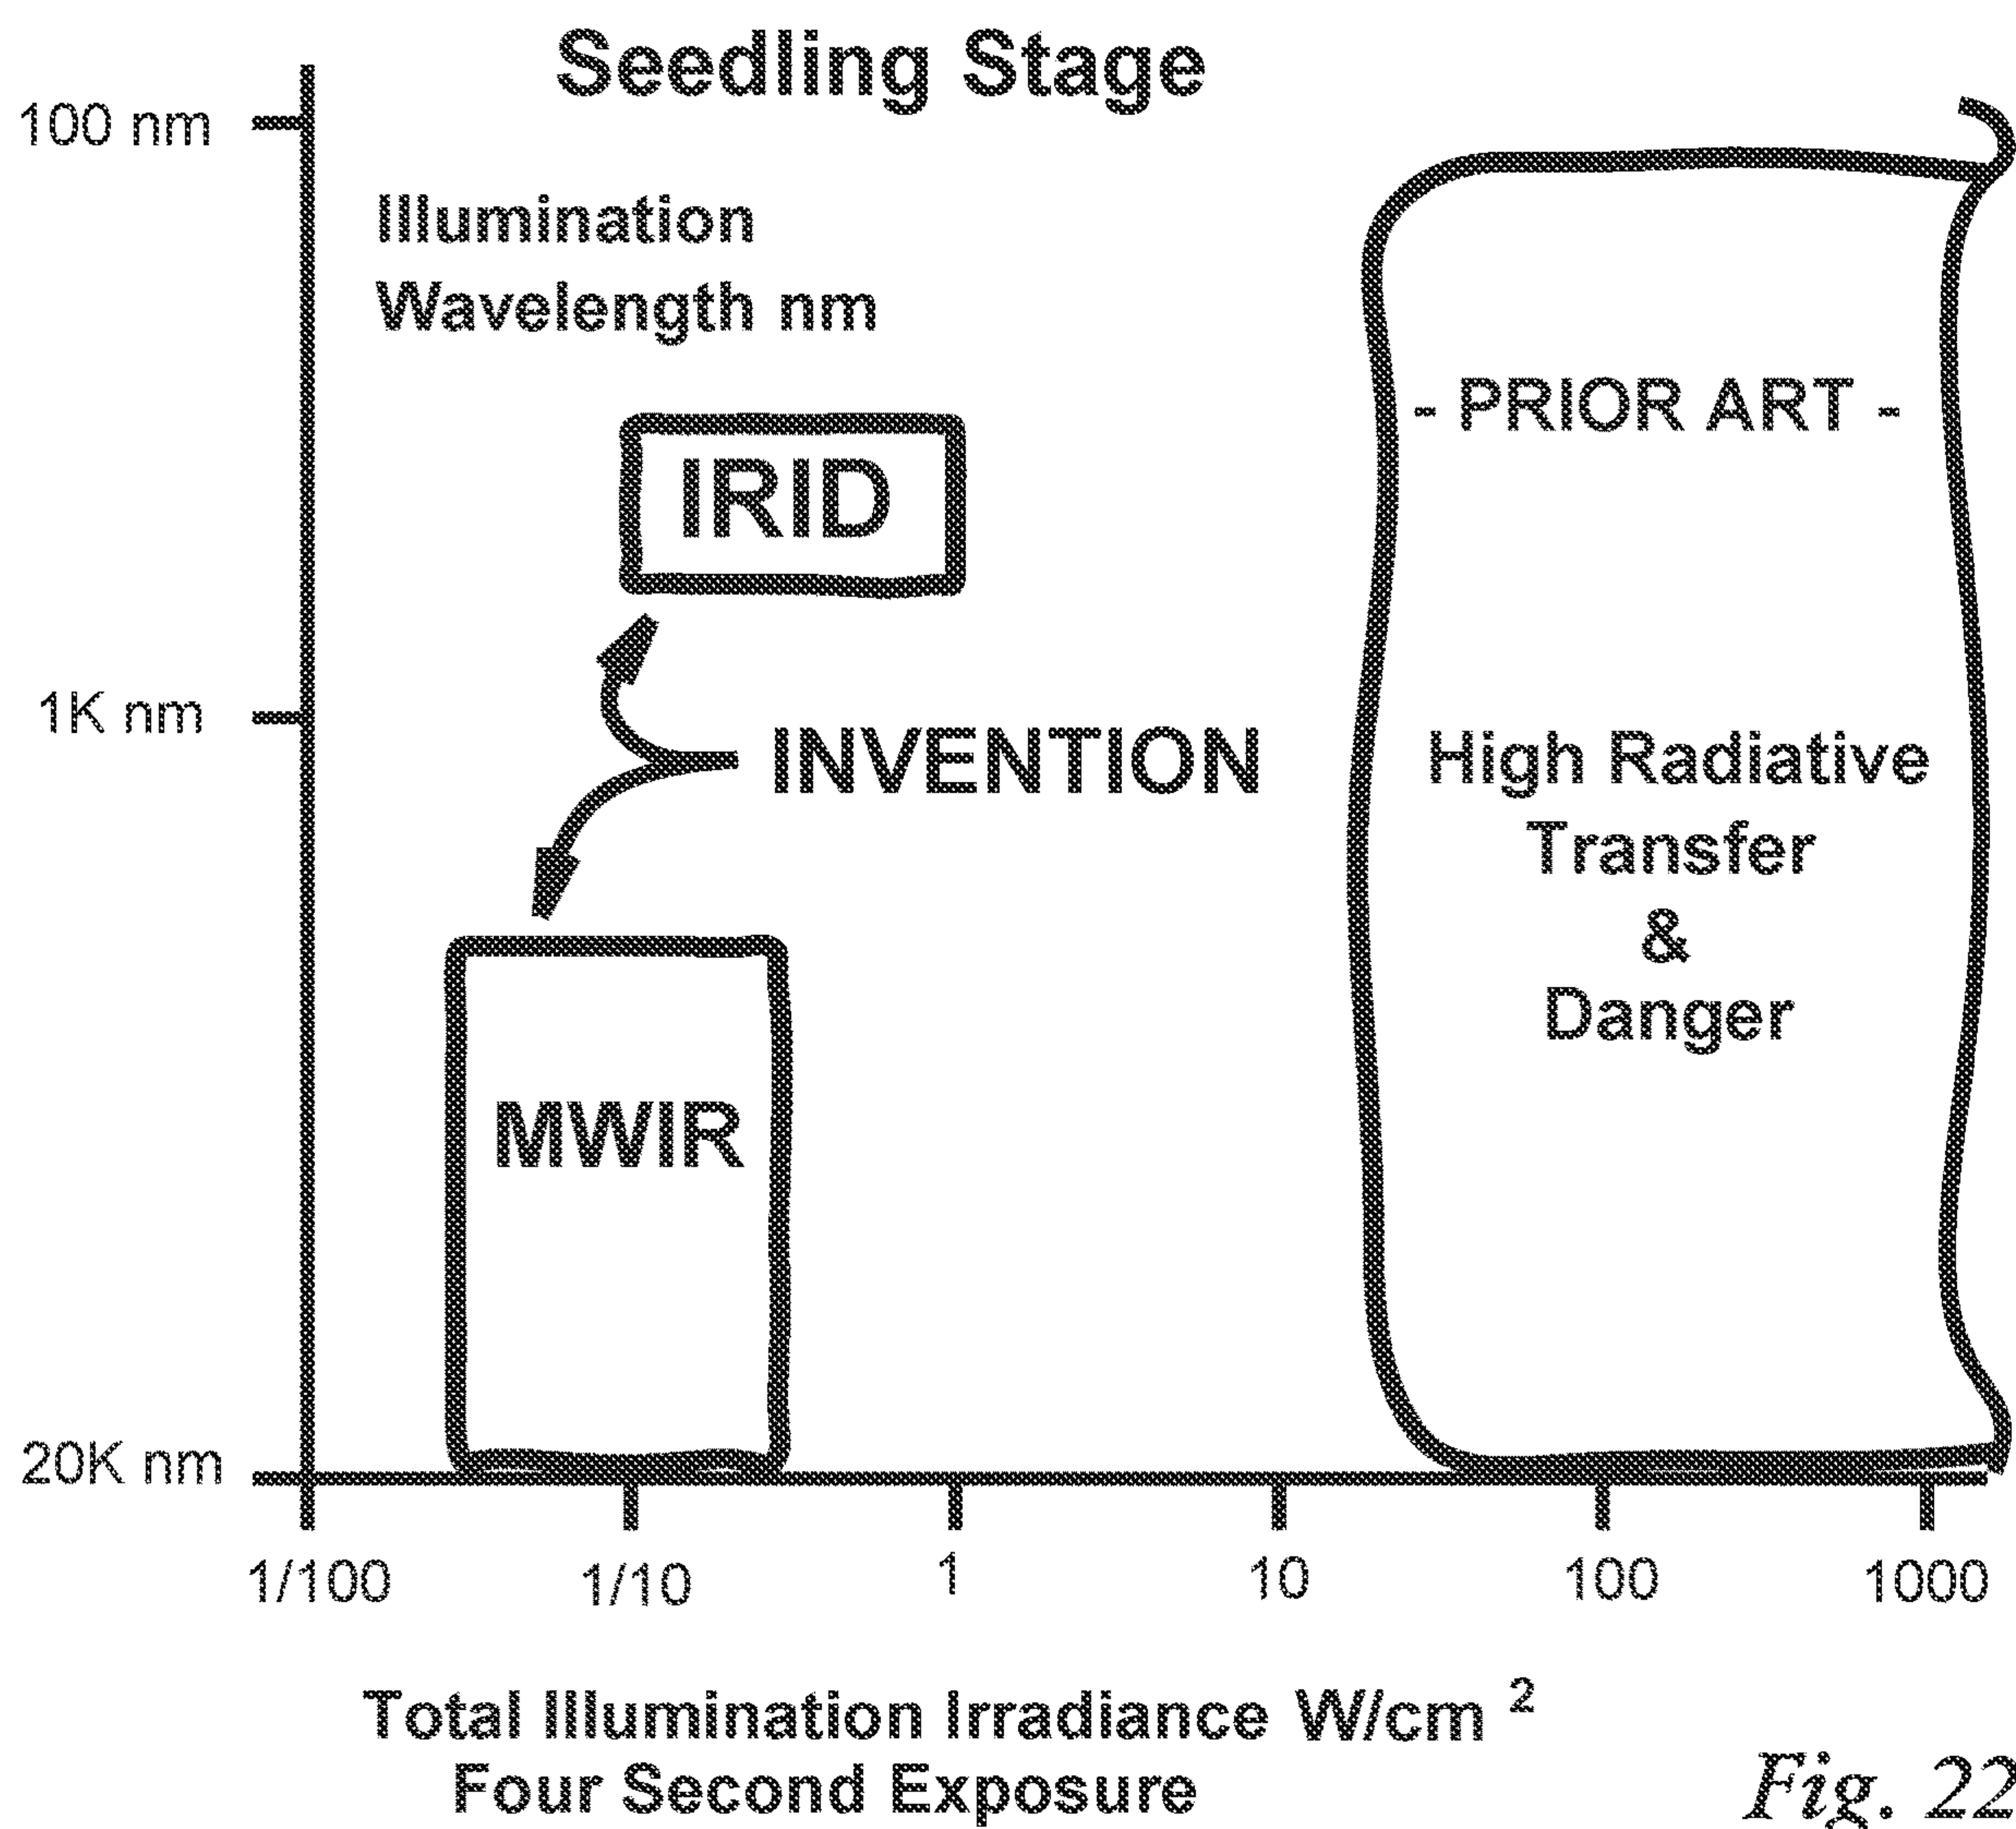 Seedling Stage
100 nm
Illumination
Wavelength nm
- PRIOR ART -
IRID
1K nm
INVENTION
High Radiative
Transfer
&
Danger
MWIR
20K nm
1/100 1/10 1 10 100 1000
Total Illumination Irradiance W/cm ²
Four Second Exposure
Fig. 22